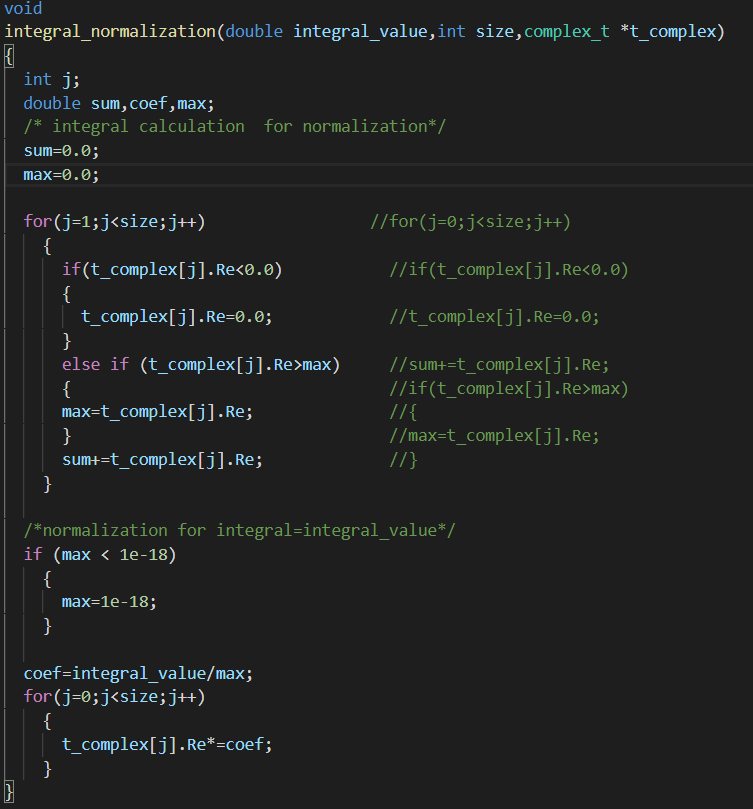 void
integral_normalization(double integral_value,int size,complex_t *t_complex)
{
  int j;
  double sum,coef,max;
  /* integral calculation  for normalization*/
  sum=0.0;
  max=0.0;

  for(j=1;j<size;j++)                 //for(j=0;j<size;j++)
    {
      if(t_complex[j].Re<0.0)           //if(t_complex[j].Re<0.0)
      {
        t_complex[j].Re=0.0;            //t_complex[j].Re=0.0;
      }
      else if (t_complex[j].Re>max)     //sum+=t_complex[j].Re;
      {                                 //if(t_complex[j].Re>max)
      max=t_complex[j].Re;              //{
      }                                 //max=t_complex[j].Re;
      sum+=t_complex[j].Re;             //}
    }

  /*normalization for integral=integral_value*/
  if (max < 1e-18)
    {
      max=1e-18;
    }

  coef=integral_value/max;
  for(j=0;j<size;j++)
    {
      t_complex[j].Re*=coef;
    }
}